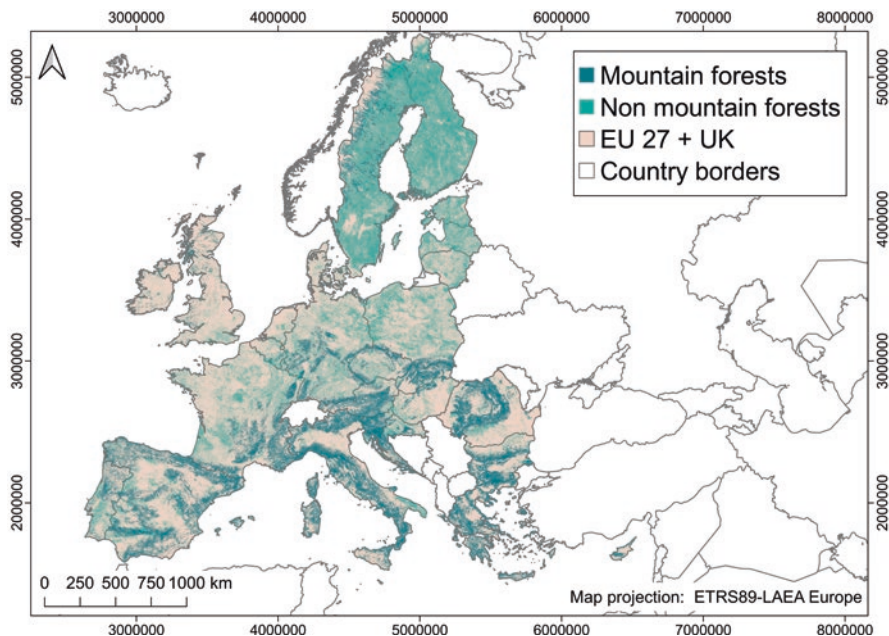 3000000 4000000 5000000 6000000 7000000 8000000
5000000
4000000
3000000
2000000
Mountain forests
Non mountain forests
EU 27 + UK
Country borders
5000000
4000000
3000000
2000000
0 250 500 750 1000 km
Map projection: ETRS89-LAEA Europe
3000000 4000000 5000000 6000000 7000000 8000000